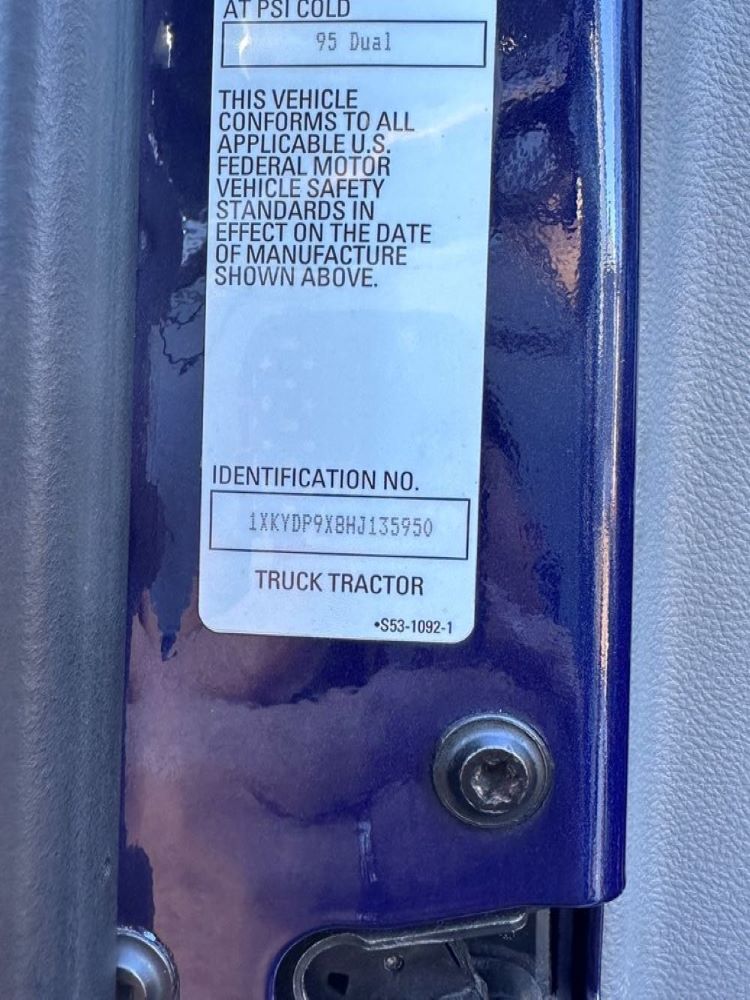 AT PSI COLD
95 Dual
THIS VEHICLE
CONFORMS TO ALL
APPLICABLE U.S.
FEDERAL MOTOR
VEHICLE SAFETY
STANDARDS IN
EFFECT ON THE DATE
OF MANUFACTURE
SHOWN ABOVE.
IDENTIFICATION NO.
1XKYDP9X8HJ135950
TRUCK TRACTOR
•S53-1092-1